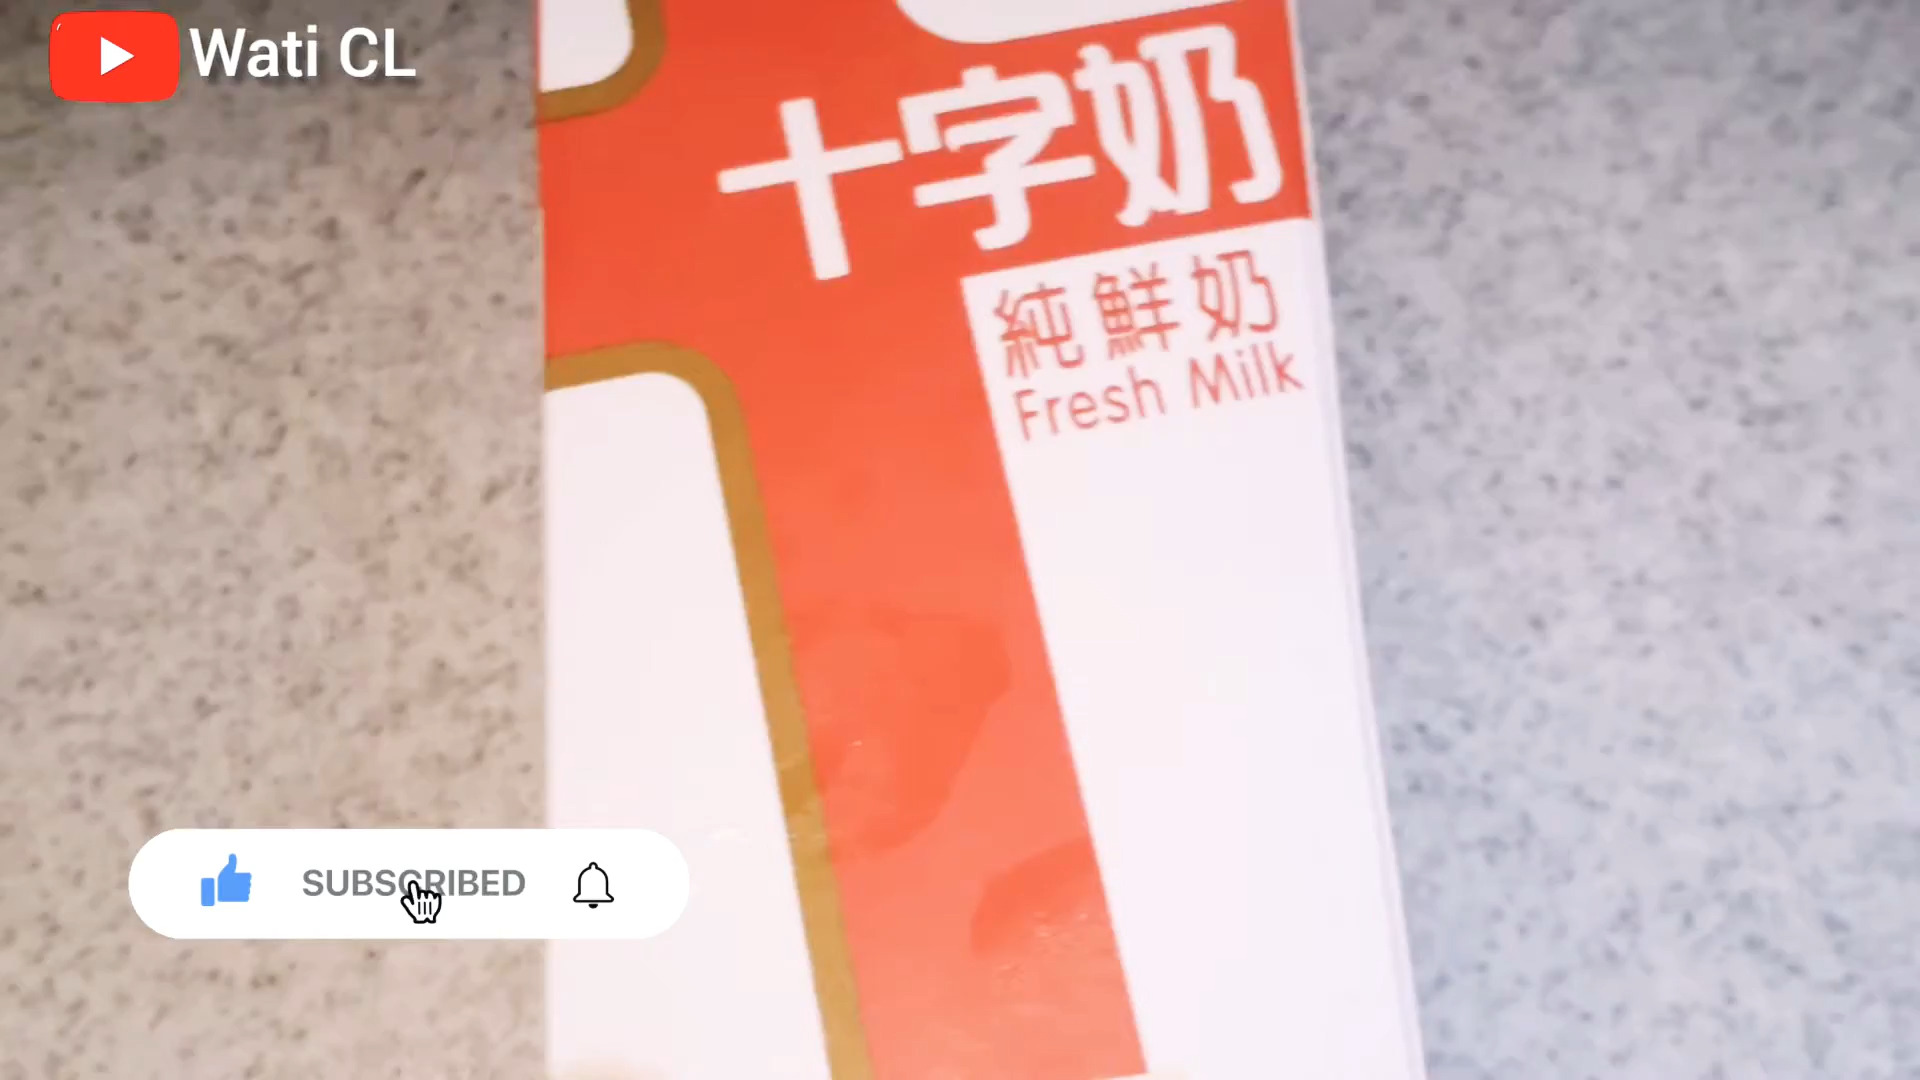 Wati CL
十字奶
純鮮奶
Fresh Milk
SUBSCRIBED